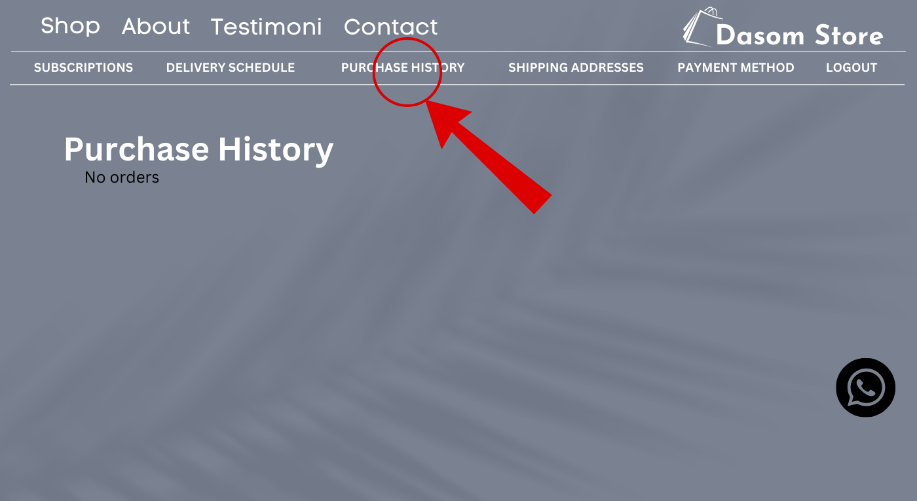 Shop About Testimoni Contact Dasom Store
SUBSCRIPTIONS DELIVERY SCHEDULE PURCHASE HISTORY SHIPPING ADDRESSES PAYMENT METHOD LOGOUT
Purchase History
No orders